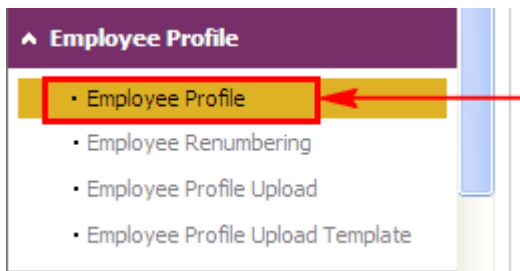 Employee Profile
• Employee Profile
• Employee Renumbering
• Employee Profile Upload
• Employee Profile Upload Template